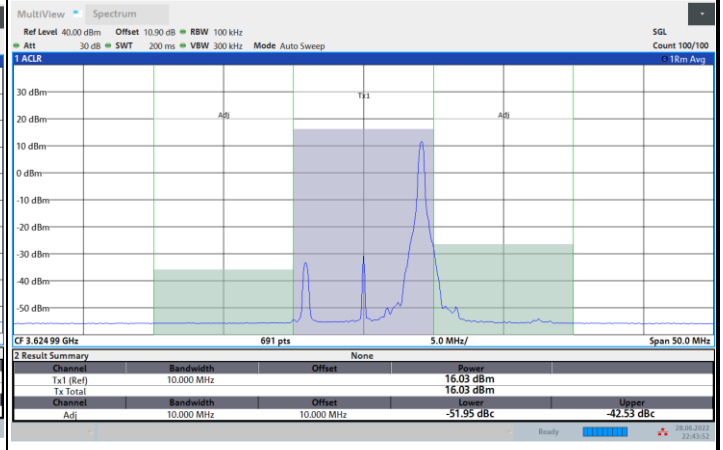 MultiView Spectrum
Ref Level 40.00 dBm Offset 10.90 dB RBW 100 kHz SGL
Att 30 dB SWT 200 ms VBW 300 kHz Mode Auto Sweep Count 100/100
1 ACLR 1Rm Avg
30 dBm
Tx1
Adj Adj
20 dBm
10 dBm
0 dBm
-10 dBm
-20 dBm
-30 dBm
-40 dBm
-50 dBm
CF 3.624 99 GHz 691 pts 5.0 MHz/ Span 50.0 MHz
2 Result Summary None
Channel Bandwidth Offset Power
Tx1 (Ref) 10.000 MHz 16.03 dBm
Tx Total 16.03 dBm
Channel Bandwidth Offset Lower Upper
Adj 10.000 MHz 10.000 MHz -51.95 dBc -42.53 dBc
Ready 28.06.2022
22:43:52